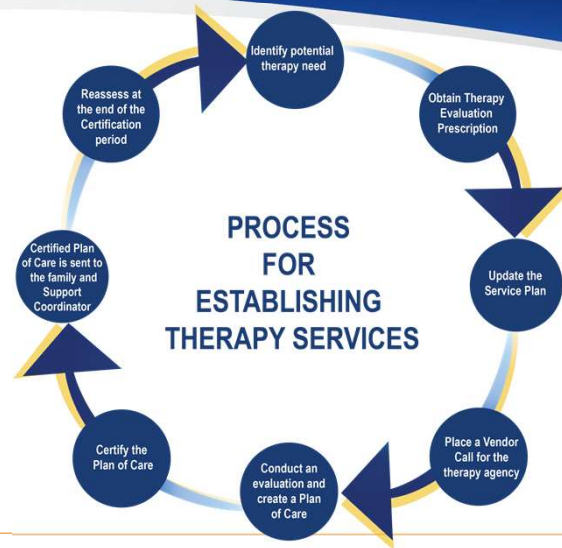 PROCESS
FOR
ESTABLISHING
THERAPY SERVICES
Identify potential
therapy need
Obtain Therapy
Evaluation
Prescription
Update the
Service Plan
Place a Vendor
Call for the
therapy agency
Conduct an
evaluation and
create a Plan
of Care
Certify the
Plan of Care
Certified Plan
of Care is sent to
the family and
Support
Coordinator
Reassess at
the end of the
Certification
period